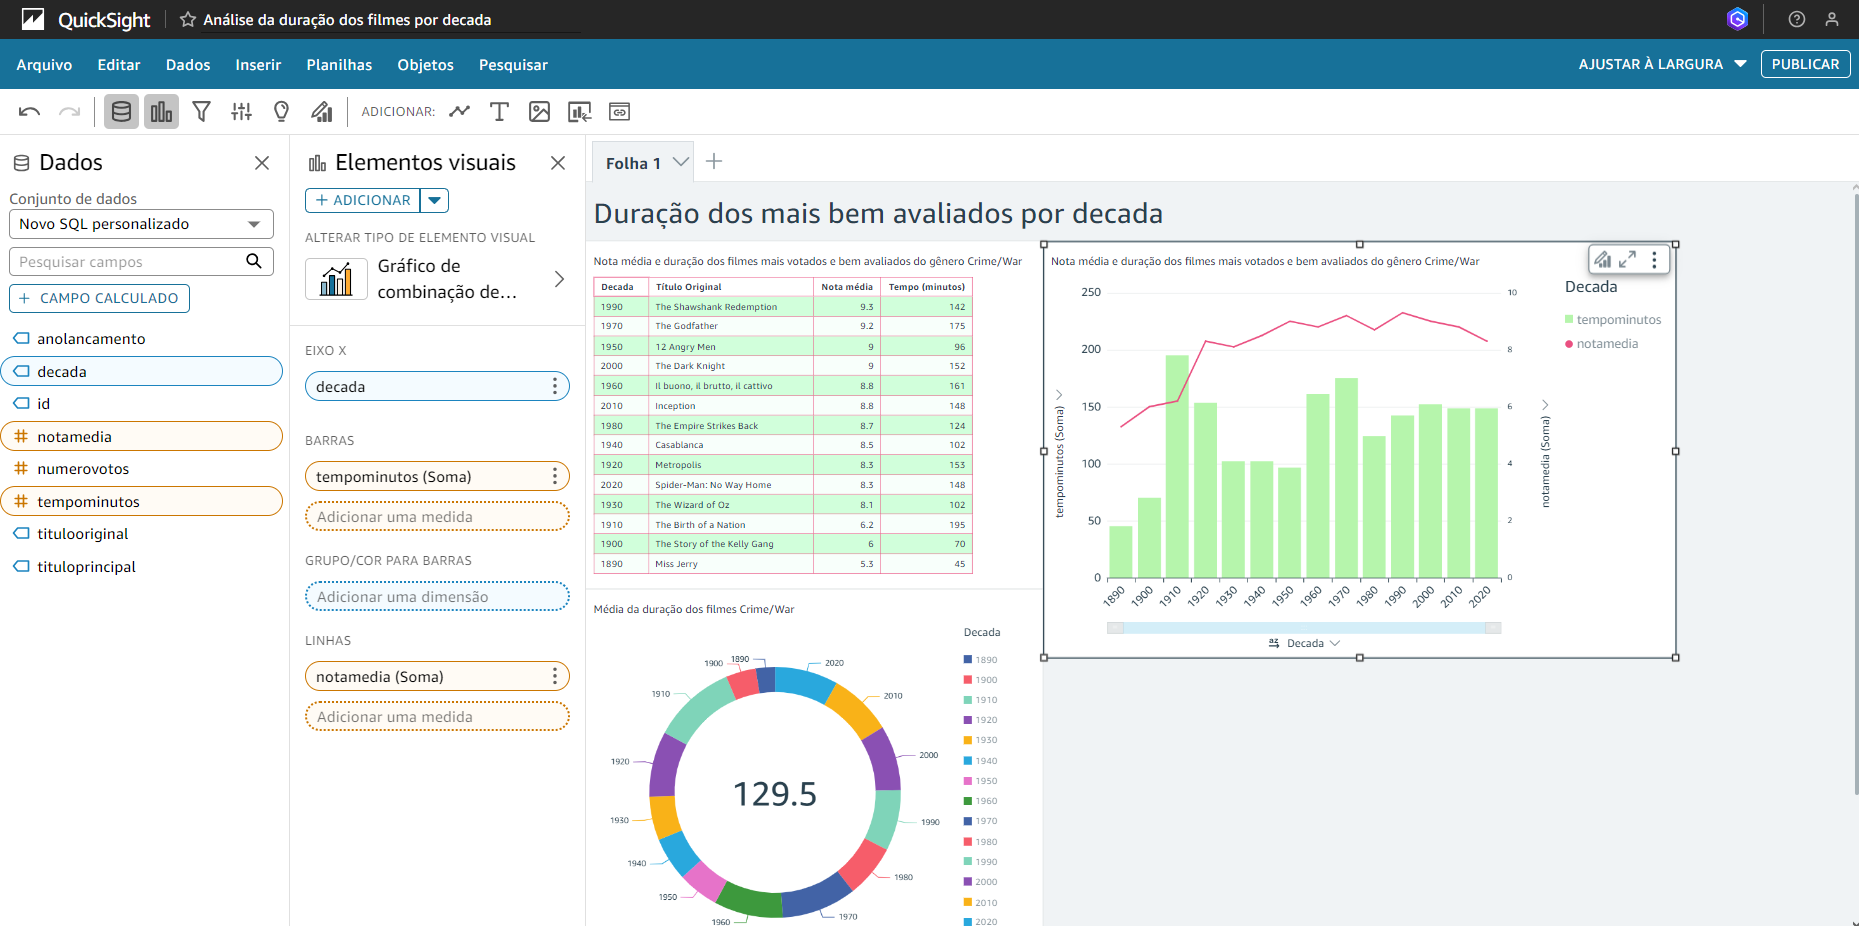 QuickSight
Análise da duração dos filmes por decada
Arquivo Editar Dados Inserir Planilhas Objetos Pesquisar
AJUSTAR À LARGURA
PUBLICAR
ADICIONAR:
Dados
Conjunto de dados
Novo SQL personalizado
Pesquisar campos
+ CAMPO CALCULADO
anolancamento
decada
id
# notamedia
# numerovotos
# tempominutos
titulooriginal
tituloprincipal
Elementos visuais
+ ADICIONAR
ALTERAR TIPO DE ELEMENTO VISUAL
Gráfico de
combinação de...
EIXO X
decada
BARRAS
tempominutos (Soma)
Adicionar uma medida
GRUPO/COR PARA BARRAS
Adicionar uma dimensão
LINHAS
notamedia (Soma)
Adicionar uma medida
Folha 1
Duração dos mais bem avaliados por decada
Nota média e duração dos filmes mais votados e bem avaliados do gênero Crime/War
Decada Título Original Nota média Tempo (minutos)
1990 The Shawshank Redemption 9.3 142
1970 The Godfather 9.2 175
1950 12 Angry Men 9 96
2000 The Dark Knight 9 152
1960 Il buono, il brutto, il cattivo 8.8 161
2010 Inception 8.8 148
1980 The Empire Strikes Back 8.7 124
1940 Casablanca 8.5 102
1920 Metropolis 8.3 153
2020 Spider-Man: No Way Home 8.3 148
1930 The Wizard of Oz 8.1 102
1910 The Birth of a Nation 6.2 195
1900 The Story of the Kelly Gang 6 70
1890 Miss Jerry 5.3 45
Média da duração dos filmes Crime/War
129.5
1890
2020
2010
2000
1990
1980
1970
1960
1950
1940
1930
1920
1910
1900
Decada
1890
1900
1910
1920
1930
1940
1950
1960
1970
1980
1990
2000
2010
2020
Nota média e duração dos filmes mais votados e bem avaliados do gênero Crime/War
tempominutos (Soma)
250
200
150
100
50
0
10
8
6
4
2
0
notamedia (Soma)
1890 1900 1910 1920 1930 1940 1950 1960 1970 1980 1990 2000 2010 2020
Decada
Decada
tempominutos
notamedia